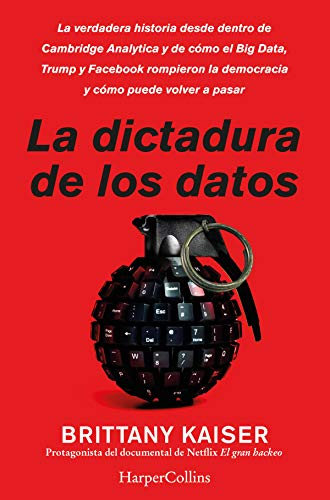 La verdadera historia desde dentro de
Cambridge Analytica y de cómo el Big Data,
Trump y Facebook rompieron la democracia
y cómo puede volver a pasar
La dictadura
de los datos
Esc
Del
W
BRITTANY KAISER
Protagonista del documental de Netflix El gran hackeo
HarperCollins